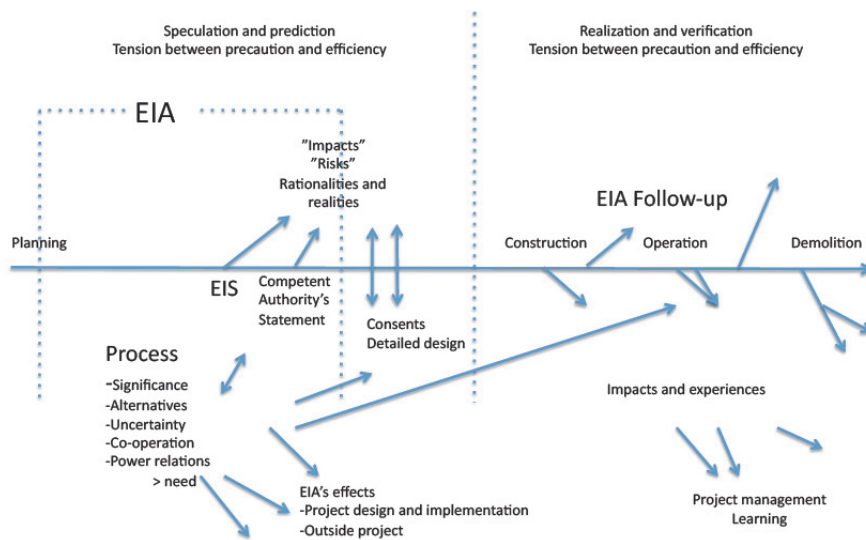 Speculation and prediction
Tension between precaution and efficiency
Realization and verification
Tension between precaution and efficiency
EIA
"Impacts"
"Risks"
Rationalities and
realities
EIA Follow-up
Planning
Construction
Operation
Demolition
EIS
Competent
Authority's
Statement
Consents
Detailed design
Process
-Significance
-Alternatives
-Uncertainty
-Co-operation
-Power relations
> need
Impacts and experiences
EIA's effects
-Project design and implementation
-Outside project
Project management
Learning